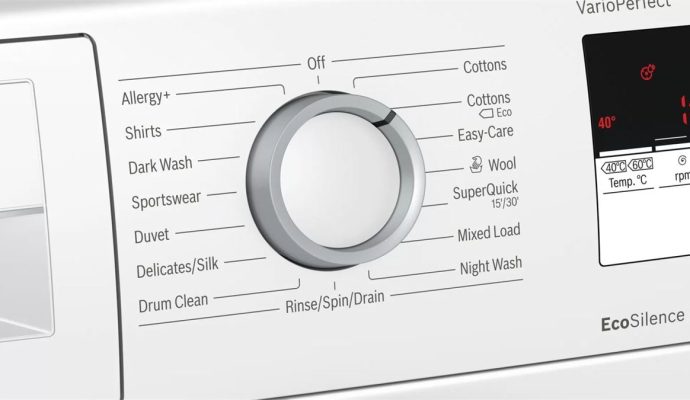 VarioPerfect
Off
Cottons
Cottons
Eco
Easy-Care
Wool
SuperQuick
15'/30'
Mixed Load
Night Wash
Rinse/Spin/Drain
Allergy+
Shirts
Dark Wash
Sportswear
Duvet
Delicates/Silk
Drum Clean
40°
40°C 60°C
Temp. °C
rpm
EcoSilence